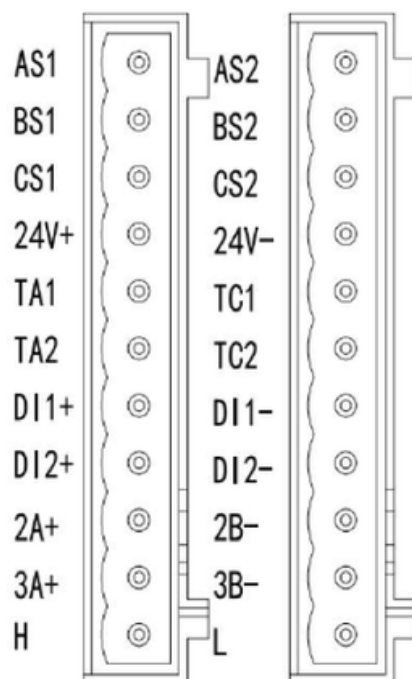 AS1 AS2
BS1 BS2
CS1 CS2
24V+ 24V-
TA1 TC1
TA2 TC2
DI1+ DI1-
DI2+ DI2-
2A+ 2B-
3A+ 3B-
H L